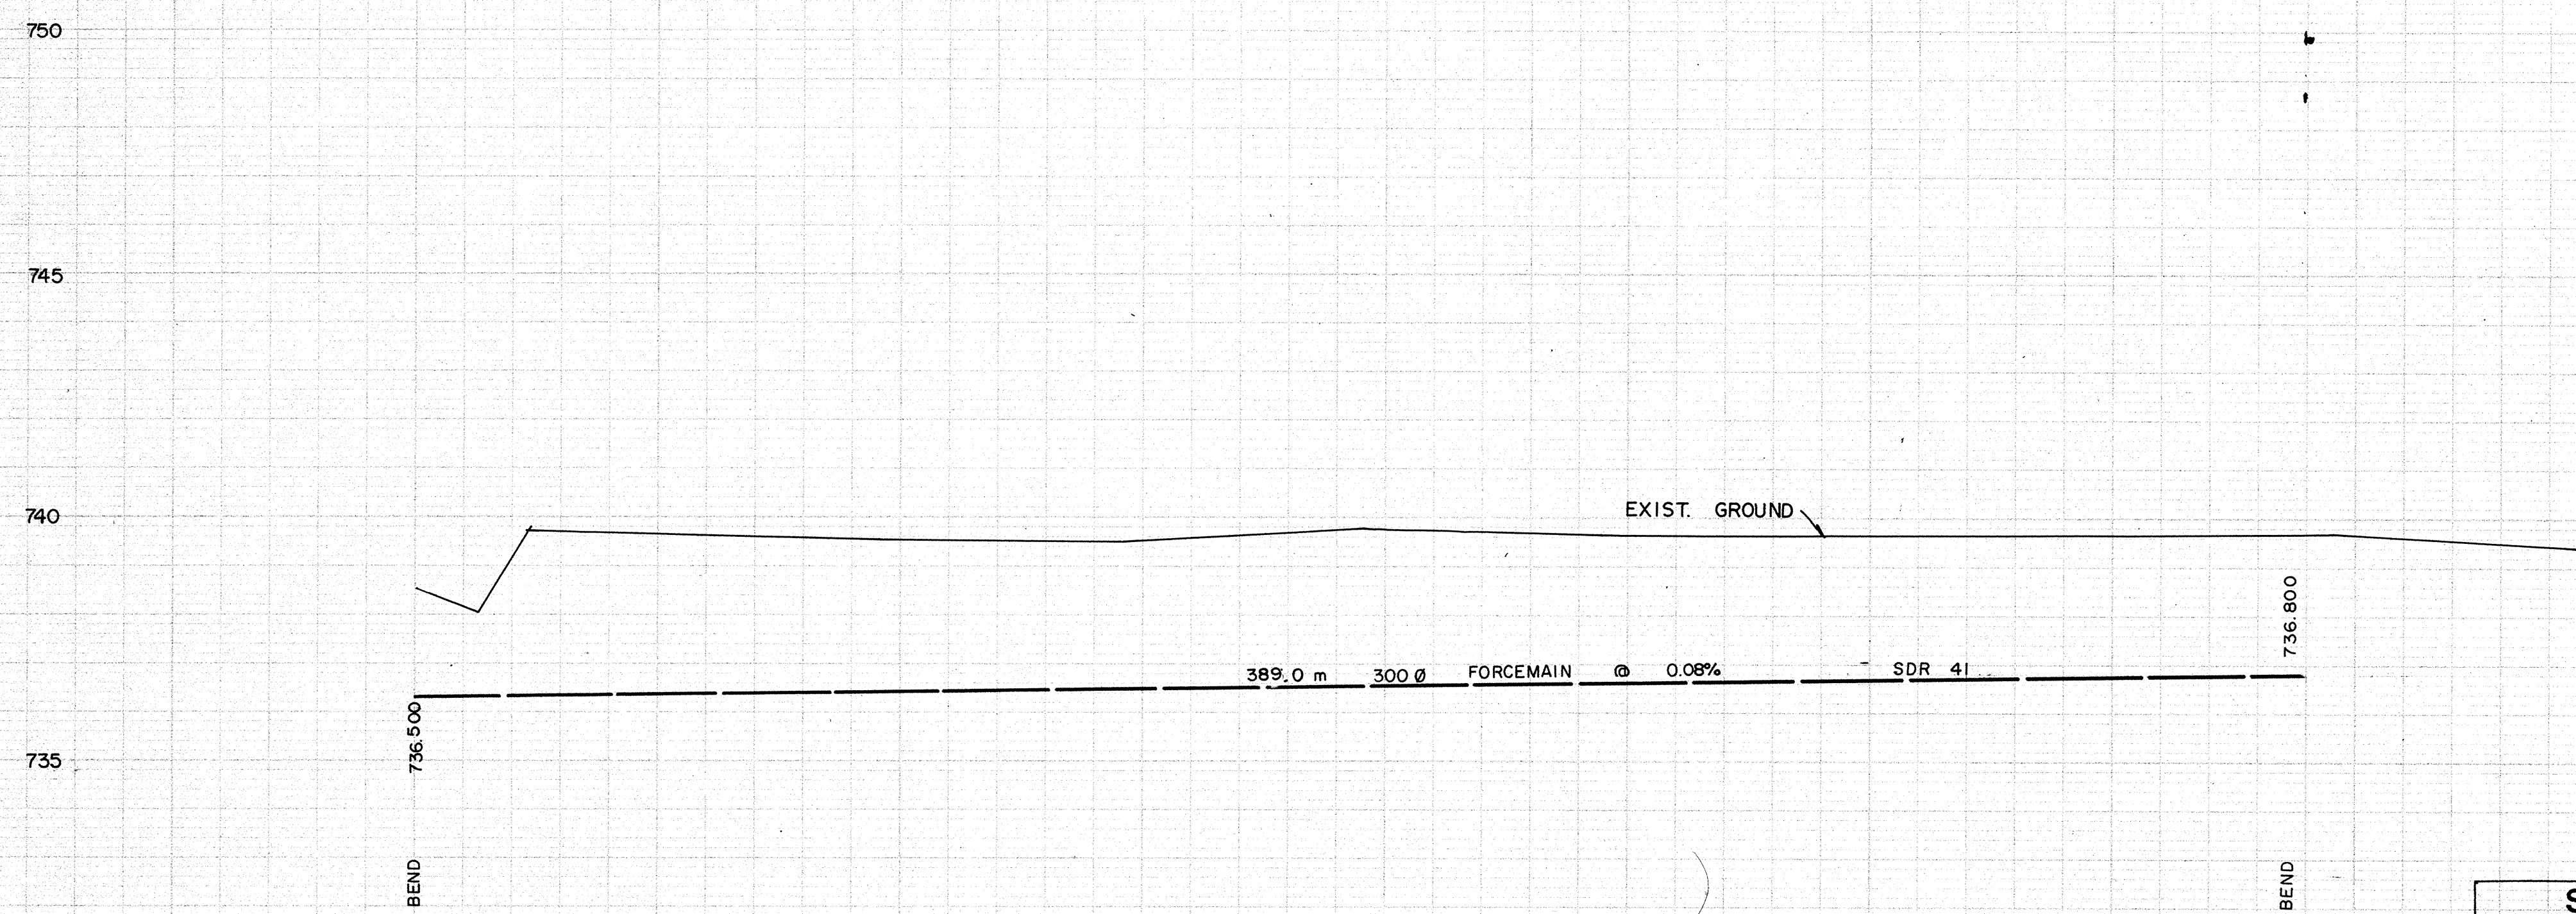 750
745
740
EXIST. GROUND
736.800
389.0 m 300 Ø FORCEMAIN @ 0.08% - SDR 41
736.500
735
BEND
BEND
S